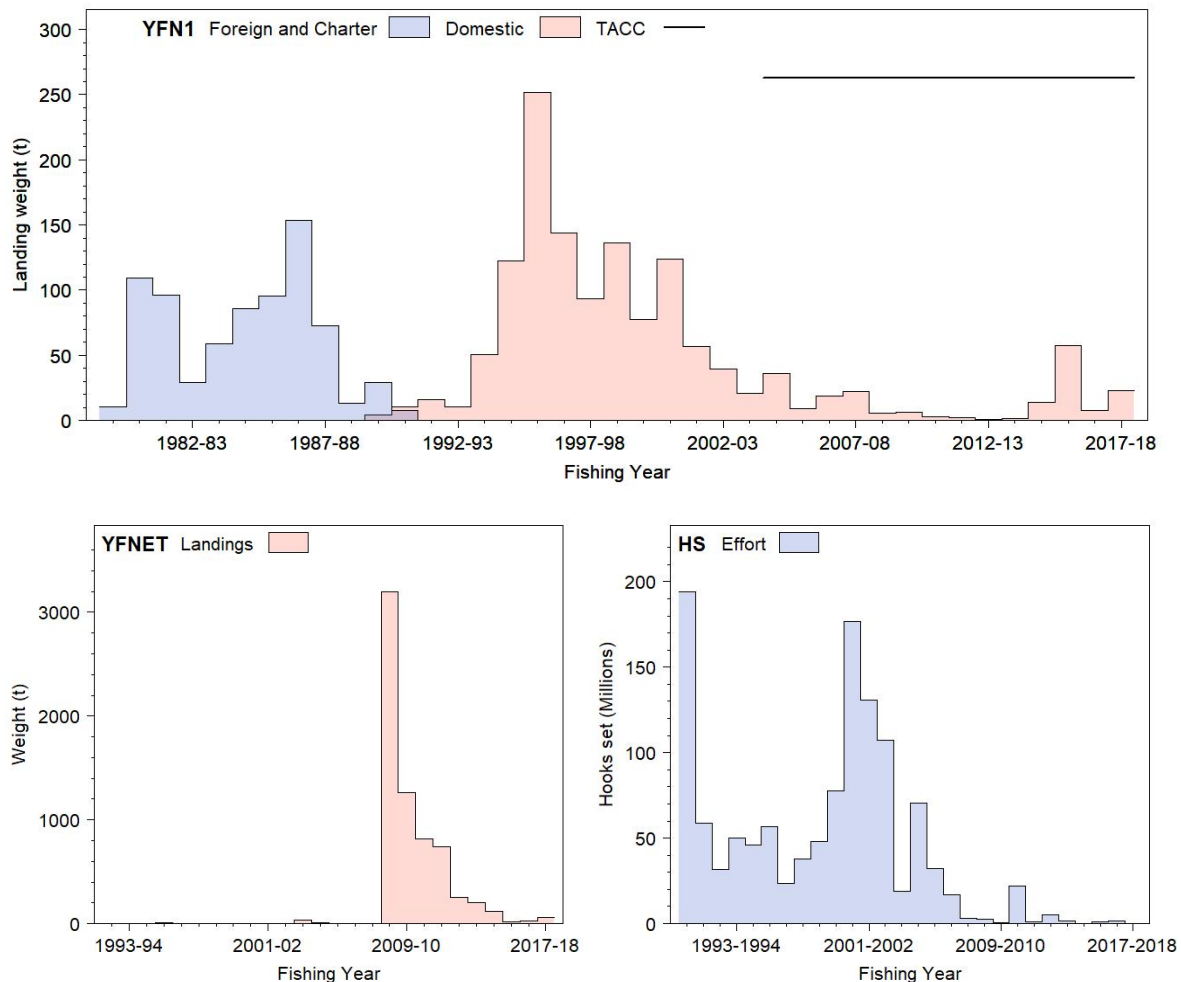 YFN1 Foreign and Charter Domestic TACC
300
250
200
150
100
50
0
Landing weight (t)
1982-83 1987-88 1992-93 1997-98 2002-03 2007-08 2012-13 2017-18
Fishing Year
YFNET Landings
3000
2000
1000
0
Weight (t)
1993-94 2001-02 2009-10 2017-18
Fishing Year
HS Effort
200
150
100
50
0
Hooks set (Millions)
1993-1994 2001-2002 2009-2010 2017-2018
Fishing Year